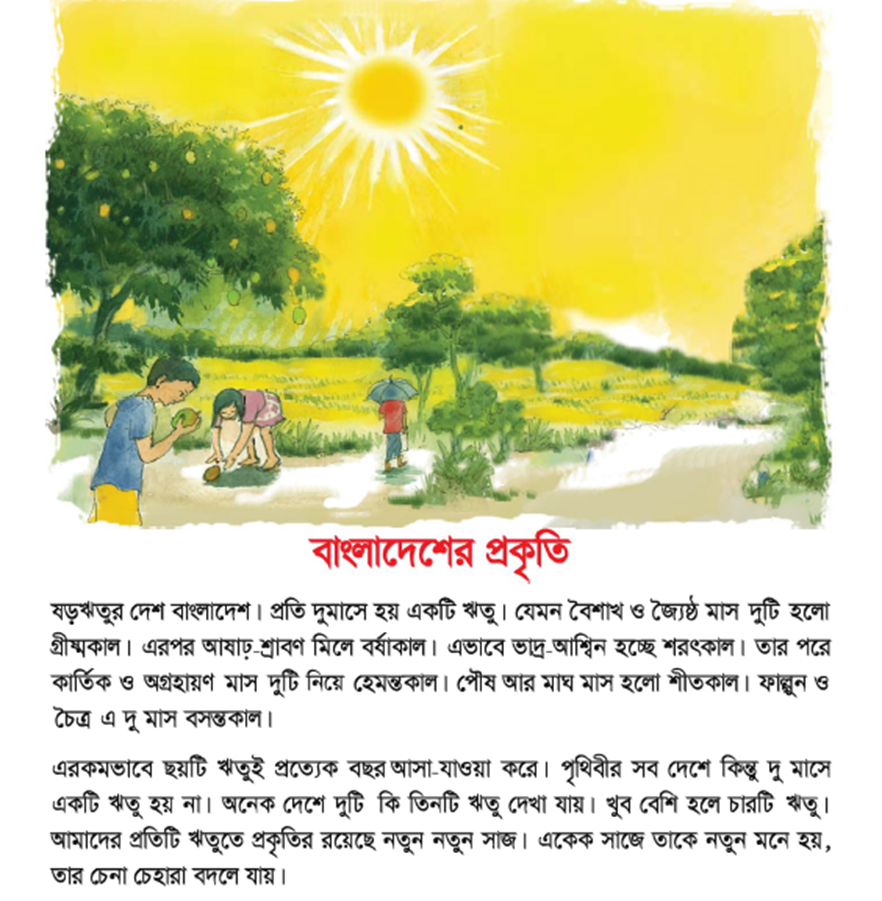 বাংলাদেশের প্রকৃতি
ষড়ঋতুর দেশ বাংলাদেশ। প্রতি দুমাসে হয় একটি ঋতু। যেমন বৈশাখ ও জ্যৈষ্ঠ মাস দুটি হলো
গ্রীষ্মকাল। এরপর আষাঢ়-শ্রাবণ মিলে বর্ষাকাল। এভাবে ভাদ্র-আশ্বিন হচ্ছে শরৎকাল। তার পরে
কার্তিক ও অগ্রহায়ণ মাস দুটি নিয়ে হেমন্তকাল। পৌষ আর মাঘ মাস হলো শীতকাল। ফাল্গুন ও
চৈত্র এ দু মাস বসন্তকাল।
এরকমভাবে ছয়টি ঋতুই প্রত্যেক বছর আসা-যাওয়া করে। পৃথিবীর সব দেশে কিন্তু দু মাসে
একটি ঋতু হয় না। অনেক দেশে দুটি কি তিনটি ঋতু দেখা যায়। খুব বেশি হলে চারটি ঋতু।
আমাদের প্রতিটি ঋতুতে প্রকৃতির রয়েছে নতুন নতুন সাজ। একেক সাজে তাকে নতুন মনে হয়,
তার চেনা চেহারা বদলে যায়।